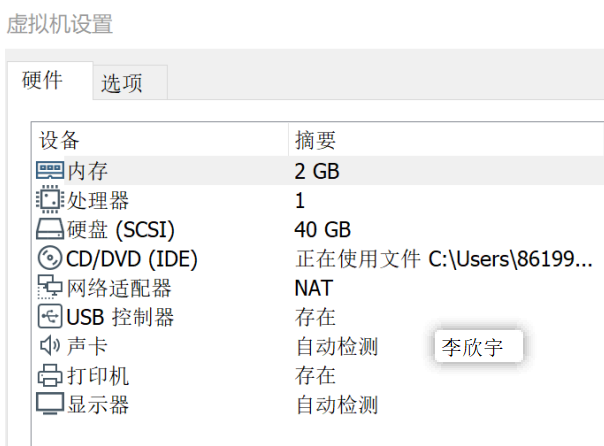 虚拟机设置
硬件 选项
设备 摘要
内存 2 GB
处理器 1
硬盘 (SCSI) 40 GB
CD/DVD (IDE) 正在使用文件 C:\Users\86199...
网络适配器 NAT
USB 控制器 存在
声卡 自动检测 李欣宇
打印机 存在
显示器 自动检测